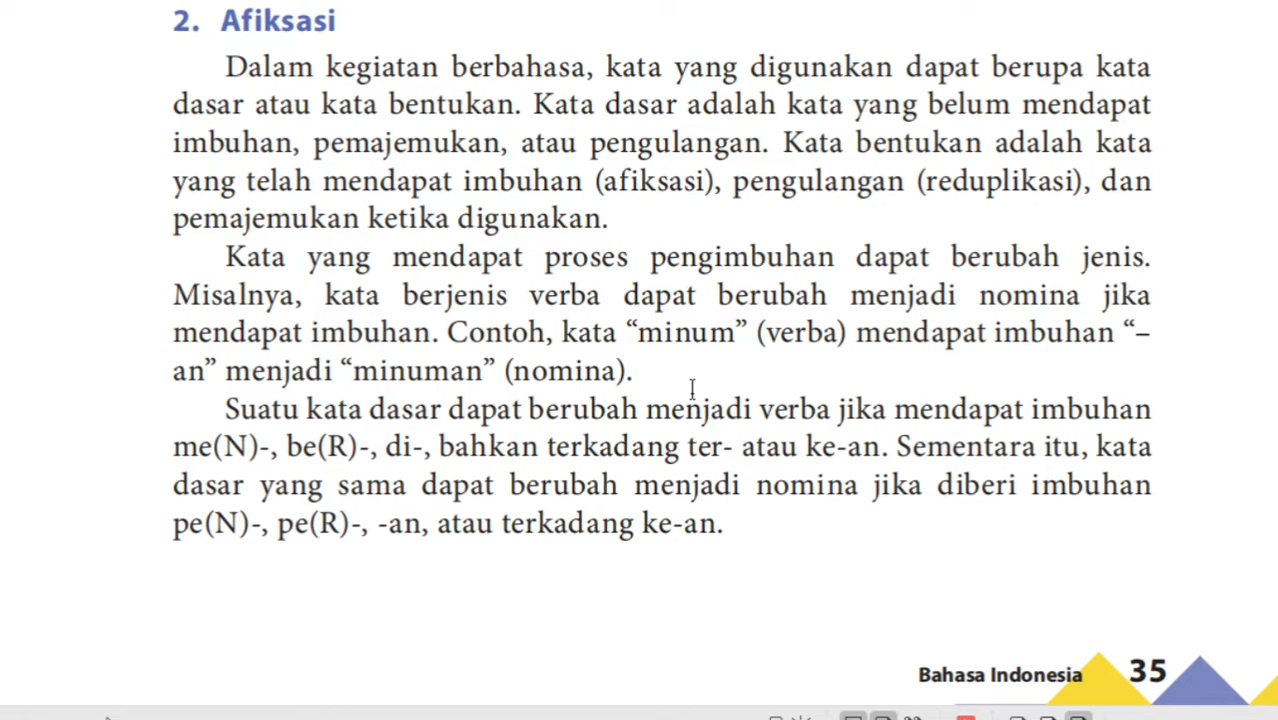 2. Afiksasi
Dalam kegiatan berbahasa, kata yang digunakan dapat berupa kata
dasar atau kata bentukan. Kata dasar adalah kata yang belum mendapat
imbuhan, pemajemukan, atau pengulangan. Kata bentukan adalah kata
yang telah mendapat imbuhan (afiksasi), pengulangan (reduplikasi), dan
pemajemukan ketika digunakan.
Kata yang mendapat proses pengimbuhan dapat berubah jenis.
Misalnya, kata berjenis verba dapat berubah menjadi nomina jika
mendapat imbuhan. Contoh, kata “minum” (verba) mendapat imbuhan “–
an” menjadi “minuman” (nomina).
Suatu kata dasar dapat berubah menjadi verba jika mendapat imbuhan
me(N)-, be(R)-, di-, bahkan terkadang ter- atau ke-an. Sementara itu, kata
dasar yang sama dapat berubah menjadi nomina jika diberi imbuhan
pe(N)-, pe(R)-, -an, atau terkadang ke-an.
Bahasa Indonesia 35